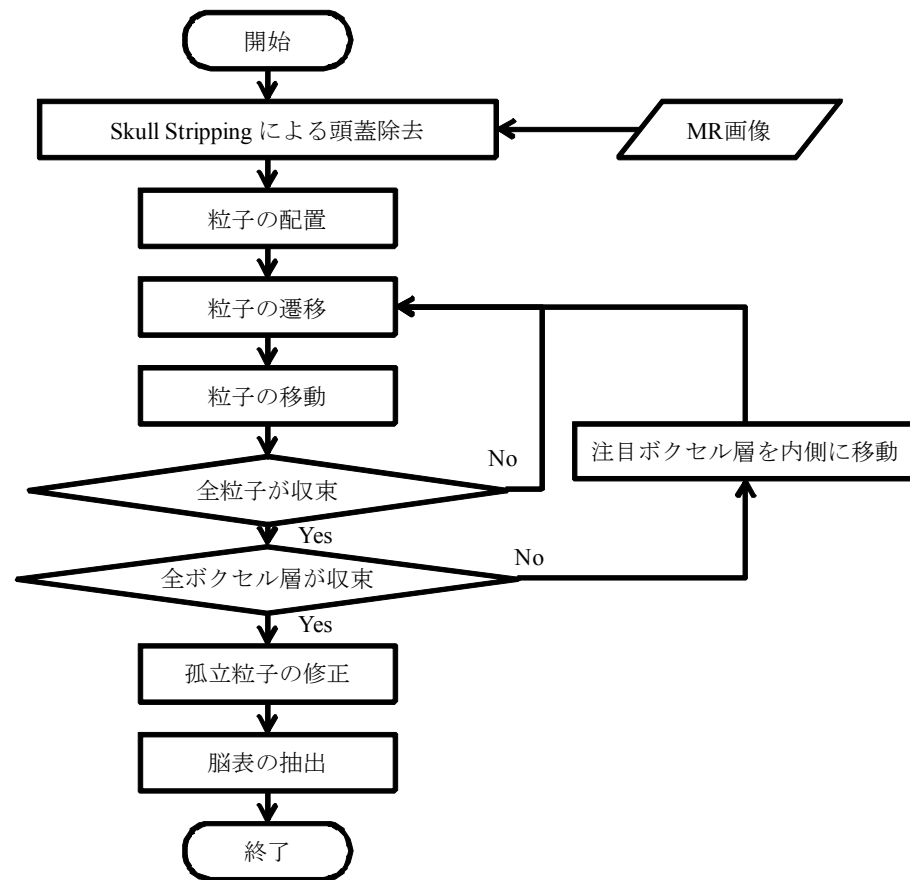 開始
Skull Stripping による頭蓋除去
MR画像
粒子の配置
粒子の遷移
粒子の移動
注目ボクセル層を内側に移動
No
全粒子が収束
Yes
No
全ボクセル層が収束
Yes
孤立粒子の修正
脳表の抽出
終了